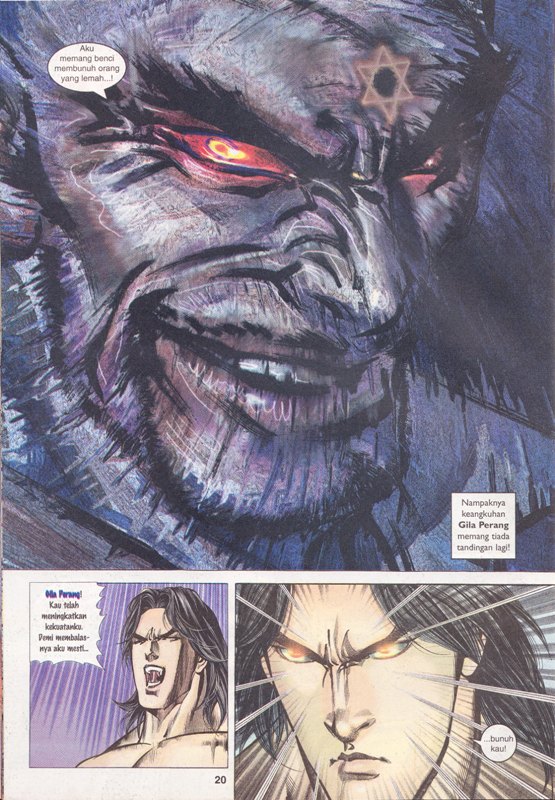 Aku
memang benci
membunuh orang
yang lemah...!
Nampaknya
keangkuhan
Gila Perang
memang tiada
tandingan lagi!
Gila Perang!
Kau telah
meningkatkan
kekuatanku.
Demi membalas-
nya aku mesti...
...bunuh
kau!
20